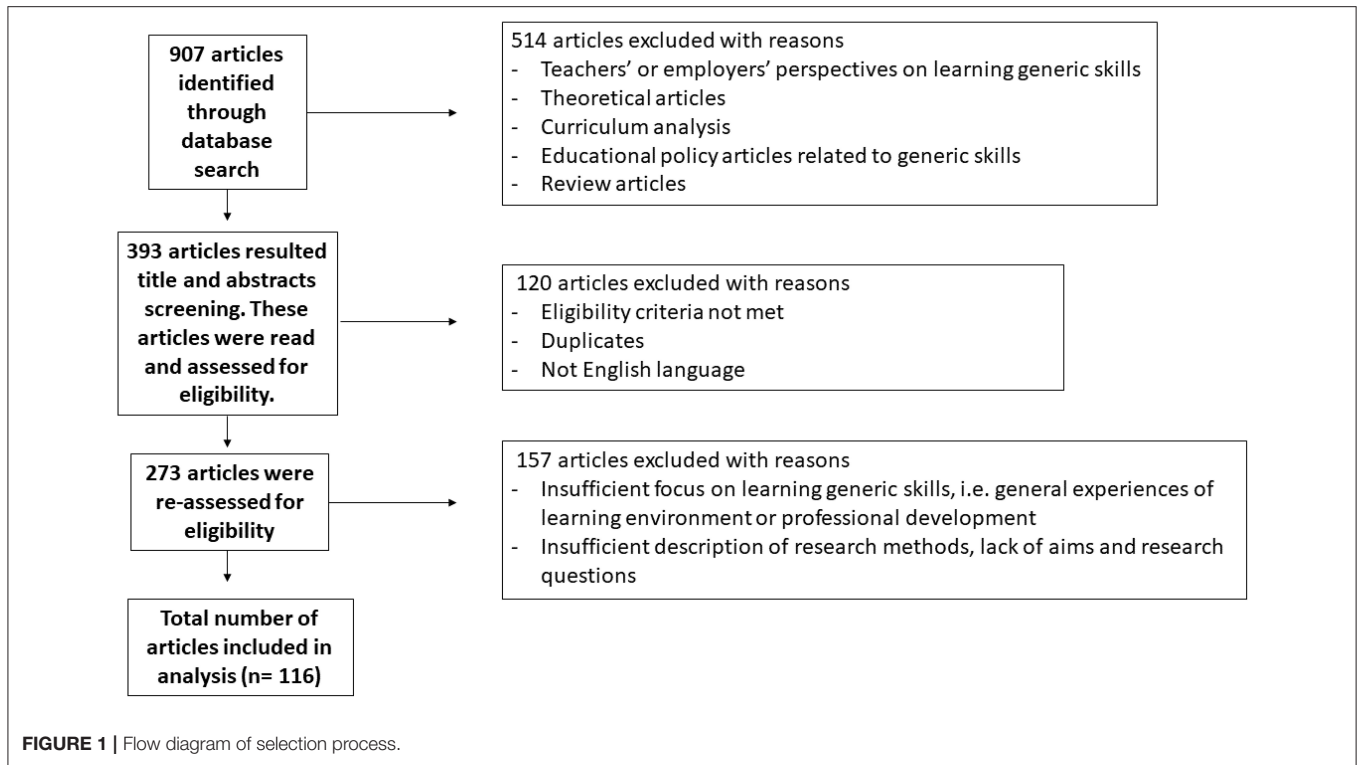 907 articles
identified
through
database
search
514 articles excluded with reasons
- Teachers’ or employers’ perspectives on learning generic skills
- Theoretical articles
- Curriculum analysis
- Educational policy articles related to generic skills
- Review articles
393 articles resulted
title and abstracts
screening. These
articles were read
and assessed for
eligibility.
120 articles excluded with reasons
- Eligibility criteria not met
- Duplicates
- Not English language
273 articles were
re-assessed for
eligibility
157 articles excluded with reasons
- Insufficient focus on learning generic skills, i.e. general experiences of
learning environment or professional development
- Insufficient description of research methods, lack of aims and research
questions
Total number of
articles included in
analysis (n= 116)
FIGURE 1 | Flow diagram of selection process.